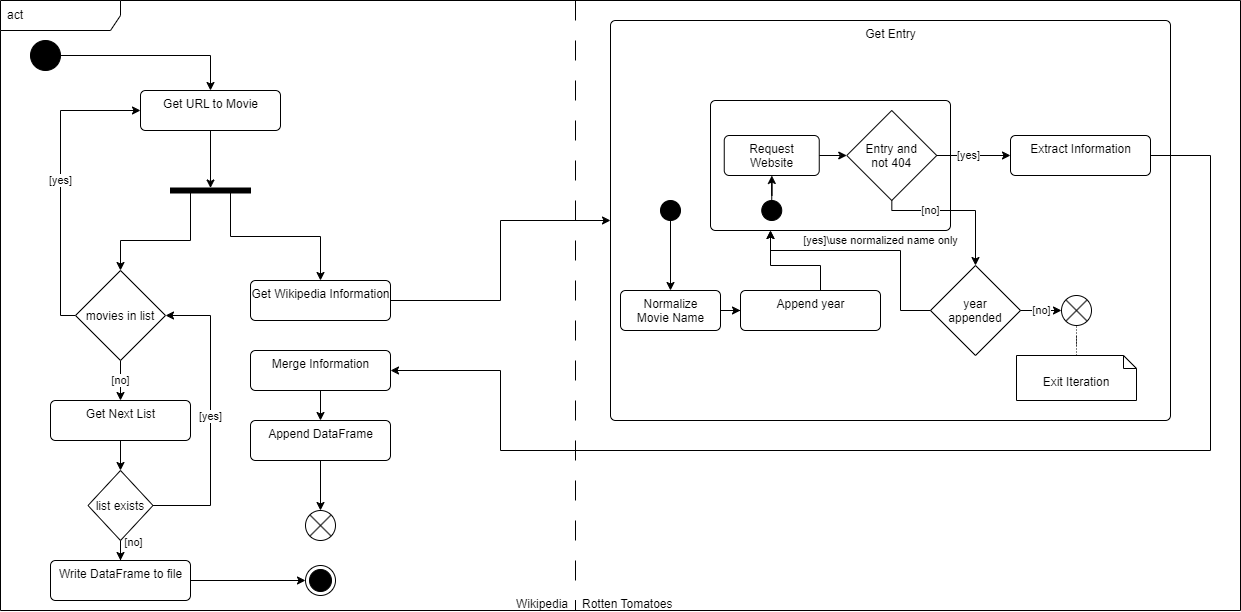 act
Get URL to Movie
[yes]
movies in list
[no]
Get Next List
[yes]
list exists
[no]
Write DataFrame to file
Get Wikipedia Information
Merge Information
Append DataFrame
Wikipedia
Rotten Tomatoes
Get Entry
Request
Website
Entry and
not 404
[yes]
Extract Information
[no]
[yes]\use normalized name only
Normalize
Movie Name
Append year
year
appended
[no]
Exit Iteration